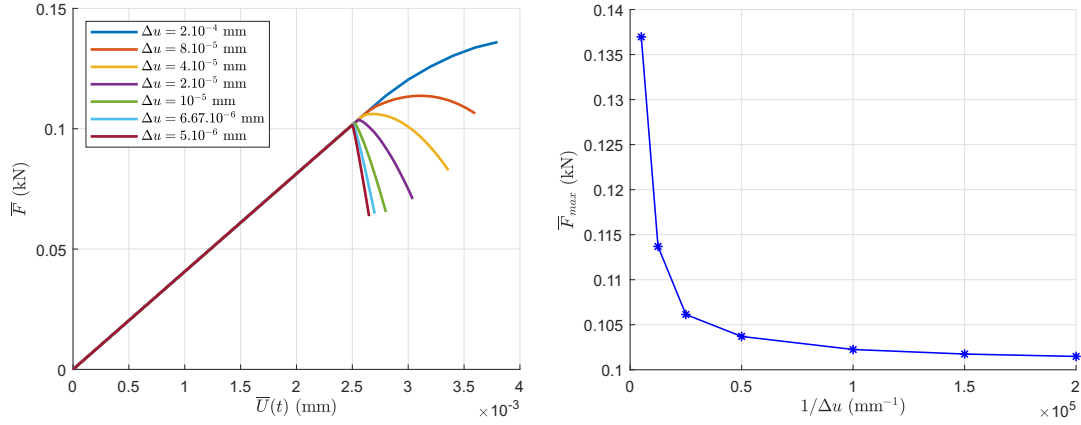 0.15
0.1
0.05
0
F̅ (kN)
Δu = 2.10⁻⁴ mm
Δu = 8.10⁻⁵ mm
Δu = 4.10⁻⁵ mm
Δu = 2.10⁻⁵ mm
Δu = 10⁻⁵ mm
Δu = 6.67.10⁻⁶ mm
Δu = 5.10⁻⁶ mm
0 0.5 1 1.5 2 2.5 3 3.5 4
U̅(t) (mm)
×10⁻³
0.14
0.135
0.13
0.125
0.12
0.115
0.11
0.105
0.1
F̅max (kN)
0 0.5 1 1.5 2
1/Δu (mm⁻¹)
×10⁵